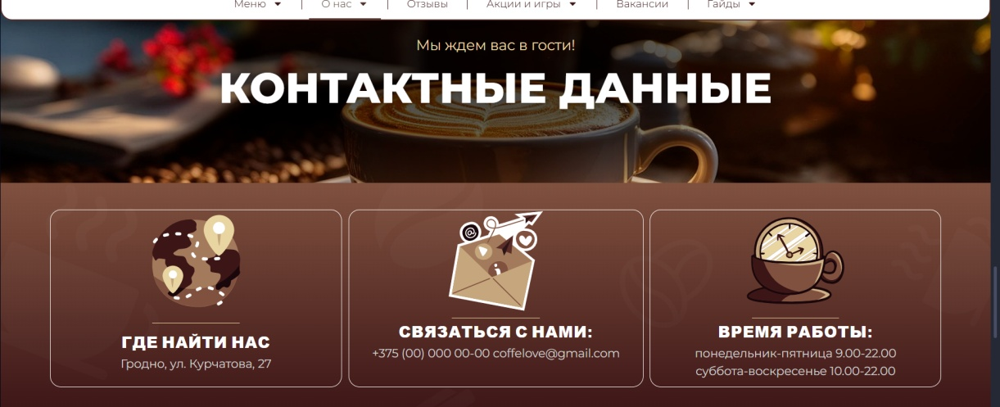 Меню О нас Отзывы Акции и игры Вакансии Гайды
Мы ждем вас в гости!
КОНТАКТНЫЕ ДАННЫЕ
@
i
ГДЕ НАЙТИ НАС
Гродно, ул. Курчатова, 27
СВЯЗАТЬСЯ С НАМИ:
+375 (00) 000 00-00 coffelove@gmail.com
ВРЕМЯ РАБОТЫ:
понедельник-пятница 9.00-22.00
суббота-воскресенье 10.00-22.00